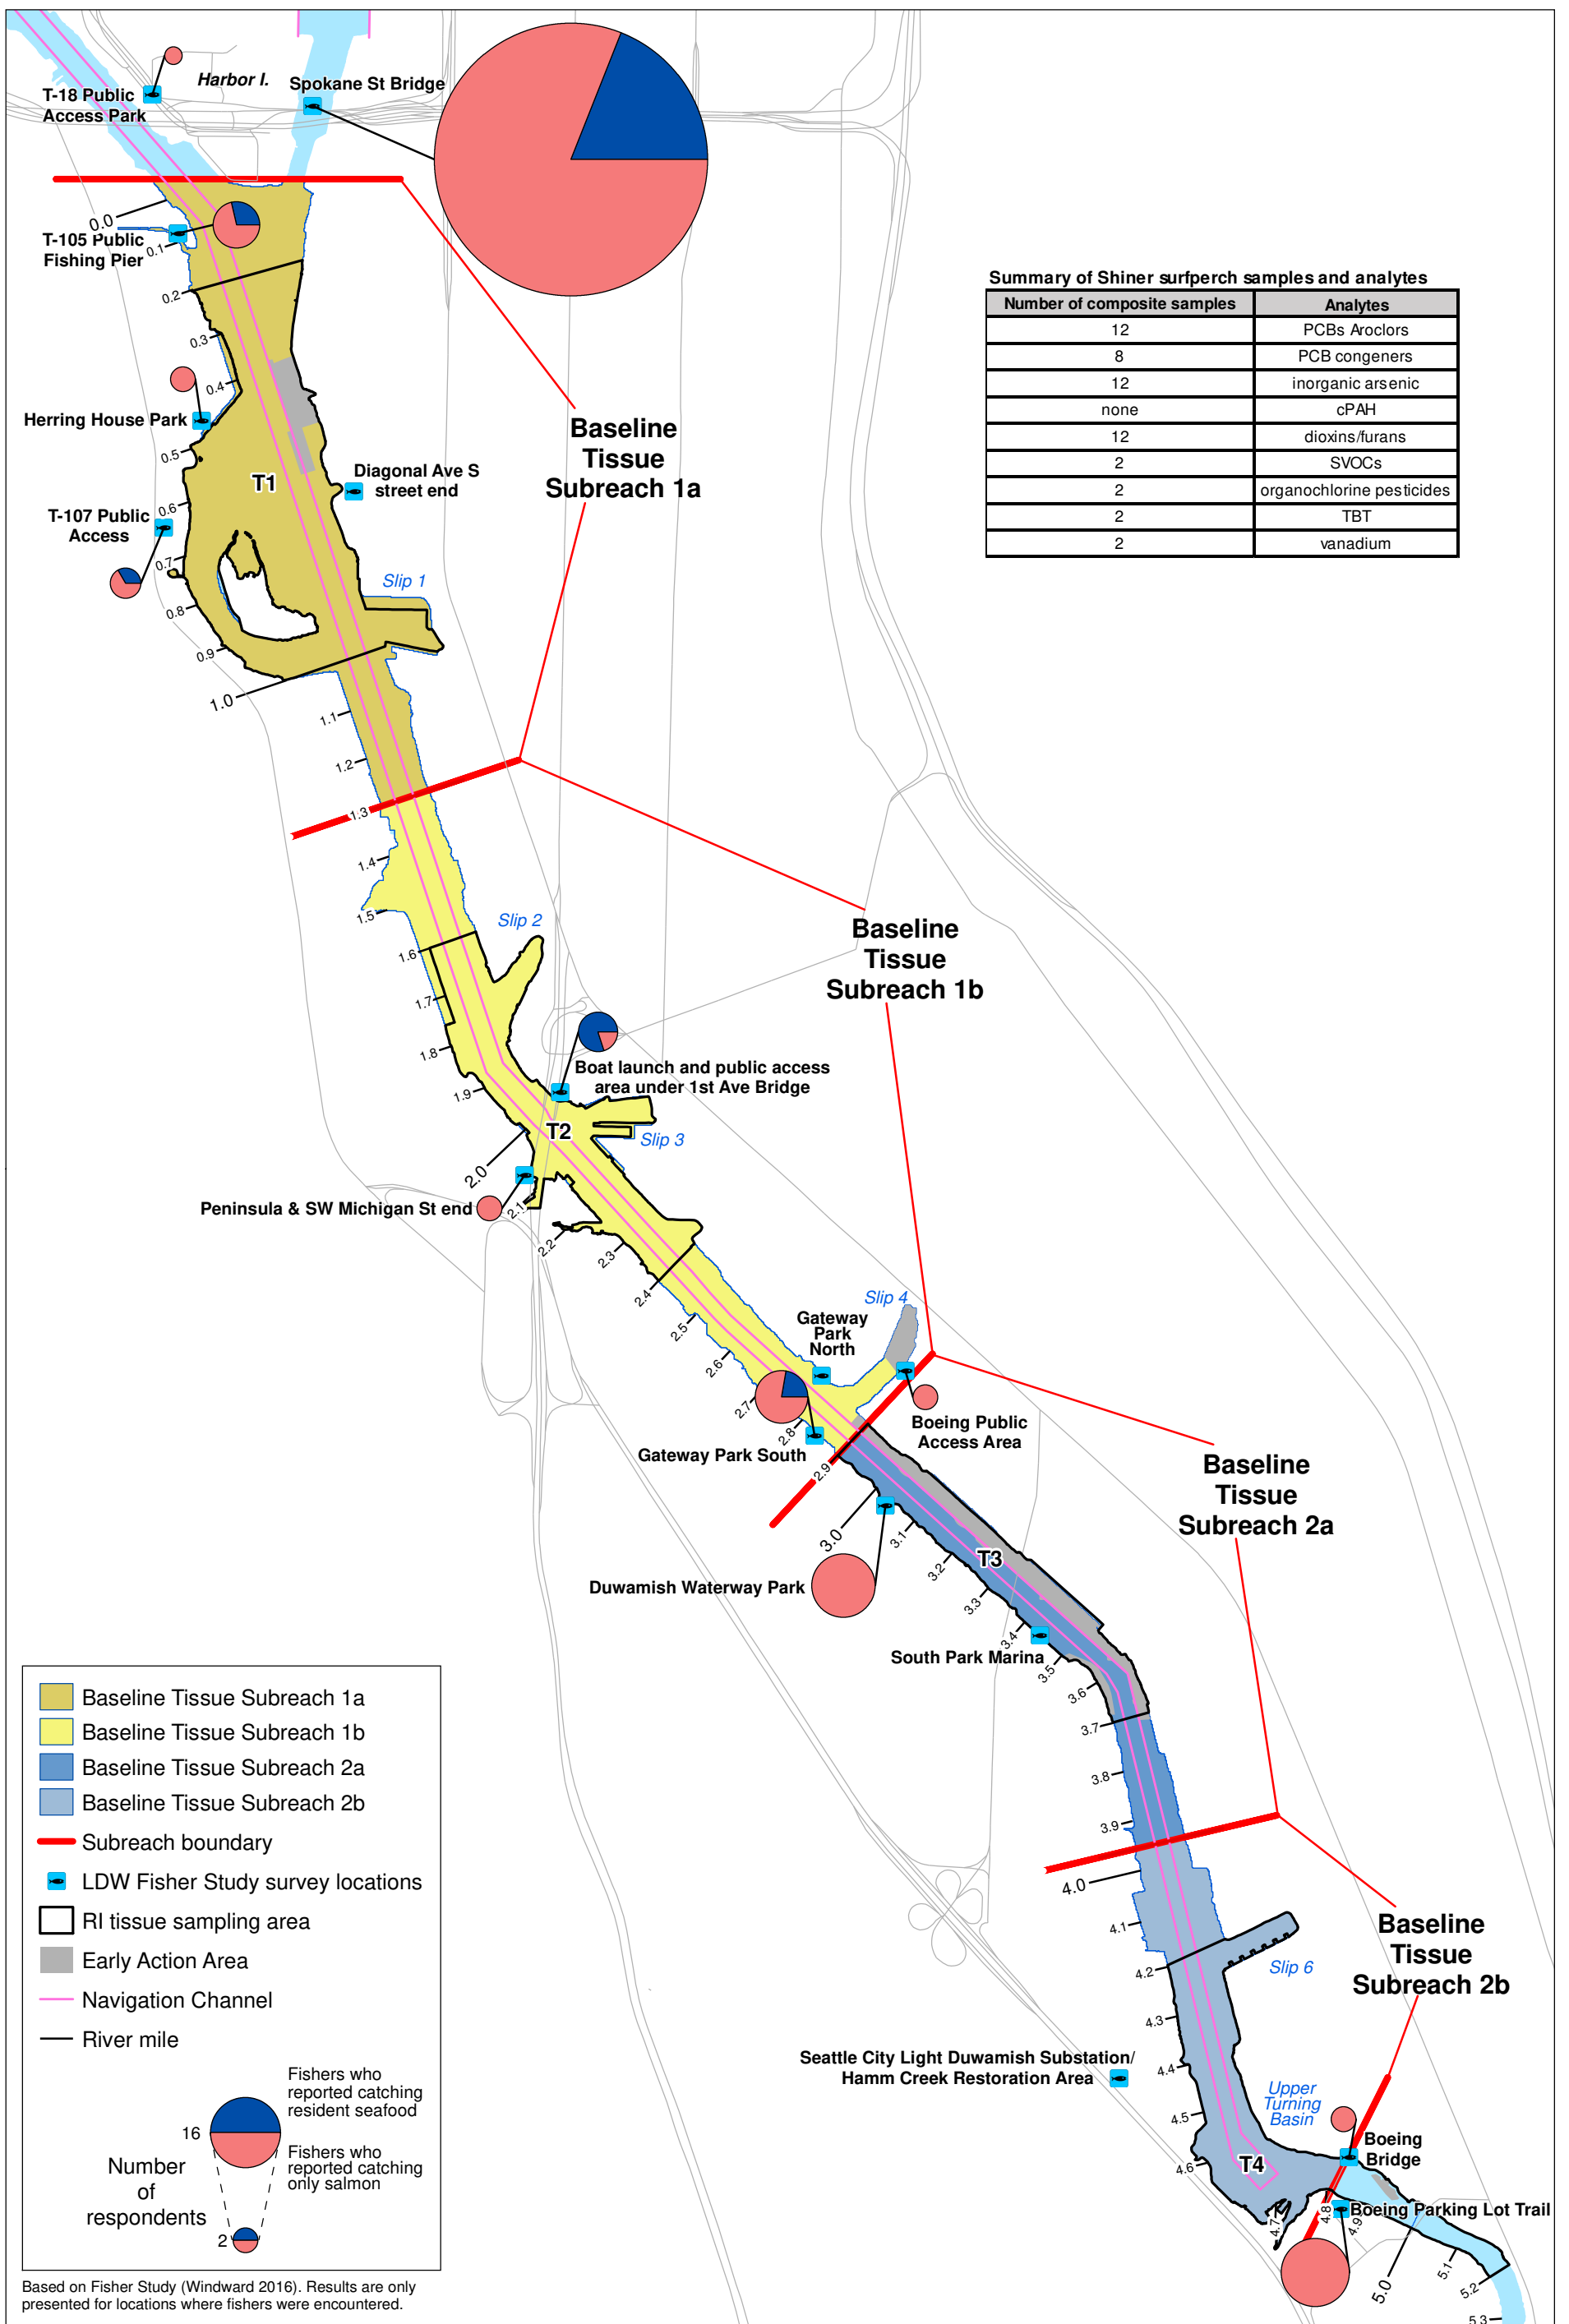 T-18 Public
Access Park
Harbor I.
Spokane St Bridge
0.0
T-105 Public
Fishing Pier
0.1
0.2
0.3
0.4
Herring House Park
0.5
T1
Diagonal Ave S
street end
T-107 Public
Access
0.6
0.7
0.8
0.9
1.0
Slip 1
Baseline
Tissue
Subreach 1a
Summary of Shiner surfperch samples and analytes
Number of composite samples Analytes
12 PCBs Aroclors
8 PCB congeners
12 inorganic arsenic
none cPAH
12 dioxins/furans
2 SVOCs
2 organochlorine pesticides
2 TBT
2 vanadium
1.1
1.2
1.3
1.4
1.5
Slip 2
1.6
1.7
1.8
1.9
Baseline
Tissue
Subreach 1b
Boat launch and public access
area under 1st Ave Bridge
T2
Slip 3
2.0
Peninsula & SW Michigan St end
2.1
2.2
2.3
2.4
2.5
2.6
2.7
2.8
2.9
Slip 4
Gateway
Park
North
Gateway Park South
Boeing Public
Access Area
Baseline
Tissue
Subreach 2a
3.0
3.1
3.2
3.3
3.4
3.5
3.6
3.7
3.8
3.9
T3
Duwamish Waterway Park
South Park Marina
4.0
4.1
4.2
4.3
4.4
4.5
4.6
4.7
4.8
4.9
5.0
5.1
5.2
5.3
Slip 6
Baseline
Tissue
Subreach 2b
Seattle City Light Duwamish Substation/
Hamm Creek Restoration Area
Upper
Turning
Basin
T4
Boeing
Bridge
Boeing Parking Lot Trail
Baseline Tissue Subreach 1a
Baseline Tissue Subreach 1b
Baseline Tissue Subreach 2a
Baseline Tissue Subreach 2b
Subreach boundary
LDW Fisher Study survey locations
RI tissue sampling area
Early Action Area
Navigation Channel
River mile
Fishers who
reported catching
resident seafood
16
Fishers who
reported catching
only salmon
Number
of
respondents
2
Based on Fisher Study (Windward 2016). Results are only
presented for locations where fishers were encountered.